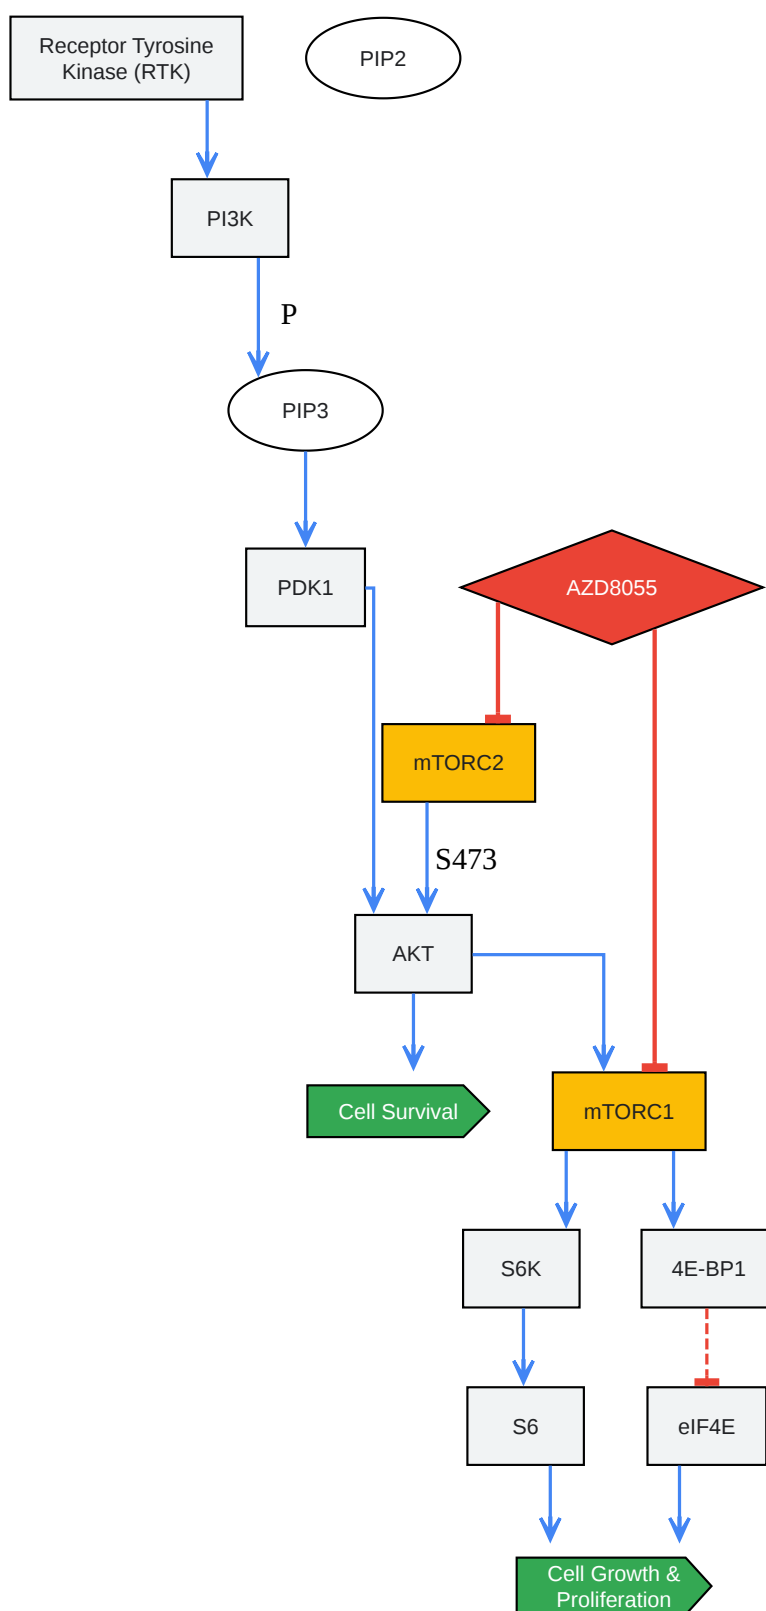 Receptor Tyrosine
Kinase (RTK)
PIP2
PI3K
P
PIP3
PDK1
AZD8055
mTORC2
S473
AKT
Cell Survival
mTORC1
S6K
4E-BP1
S6
eIF4E
Cell Growth &
Proliferation